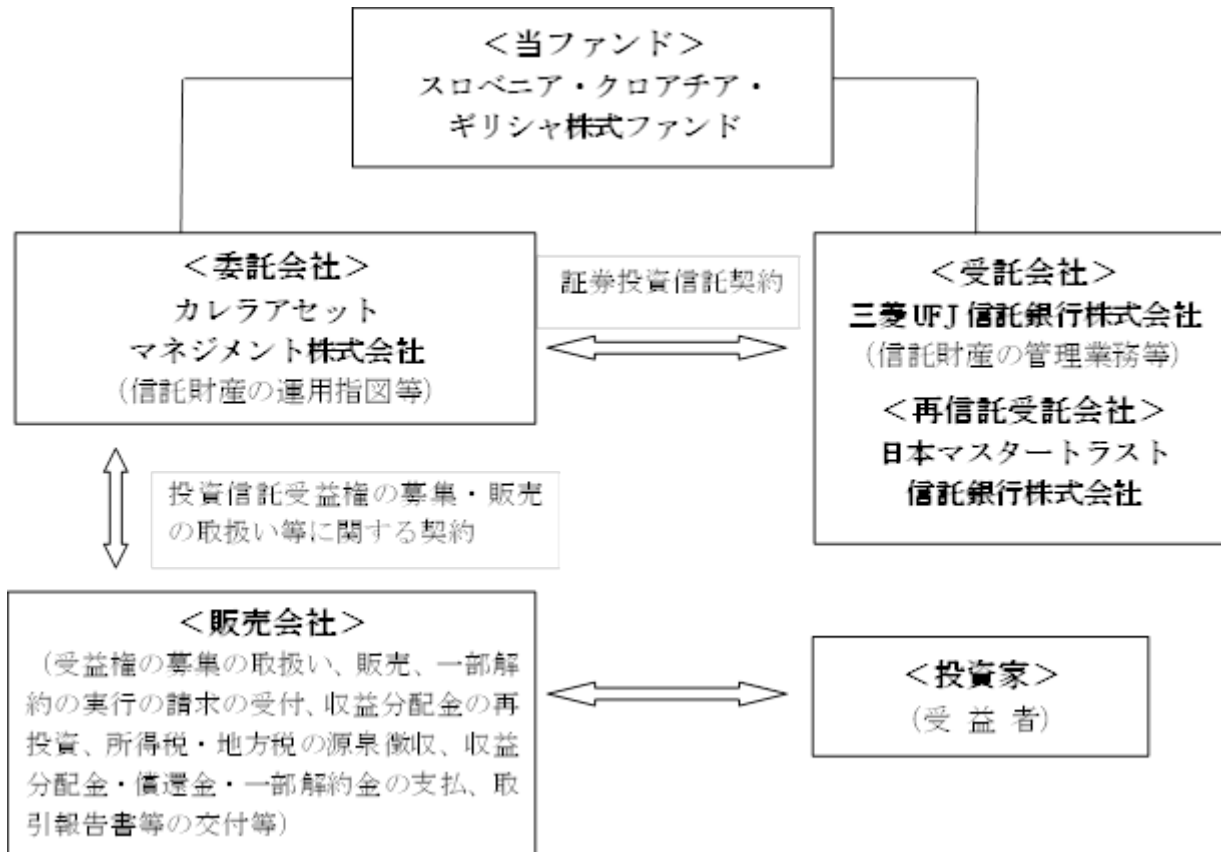 ＜当ファンド＞
スロベニア・クロアチア・
ギリシャ株式ファンド
＜委託会社＞
カレラアセット
マネジメント株式会社
（信託財産の運用指図等）
証券投資信託契約
＜受託会社＞
三菱UFJ信託銀行株式会社
（信託財産の管理業務等）
＜再信託受託会社＞
日本マスタートラスト
信託銀行株式会社
投資信託受益権の募集・販売
の取扱い等に関する契約
＜販売会社＞
（受益権の募集の取扱い、販売、一部解
約の実行の請求の受付、収益分配金の再
投資、所得税・地方税の源泉徴収、収益
分配金・償還金・一部解約金の支払、取
引報告書等の交付等）
＜投資家＞
（受 益 者）